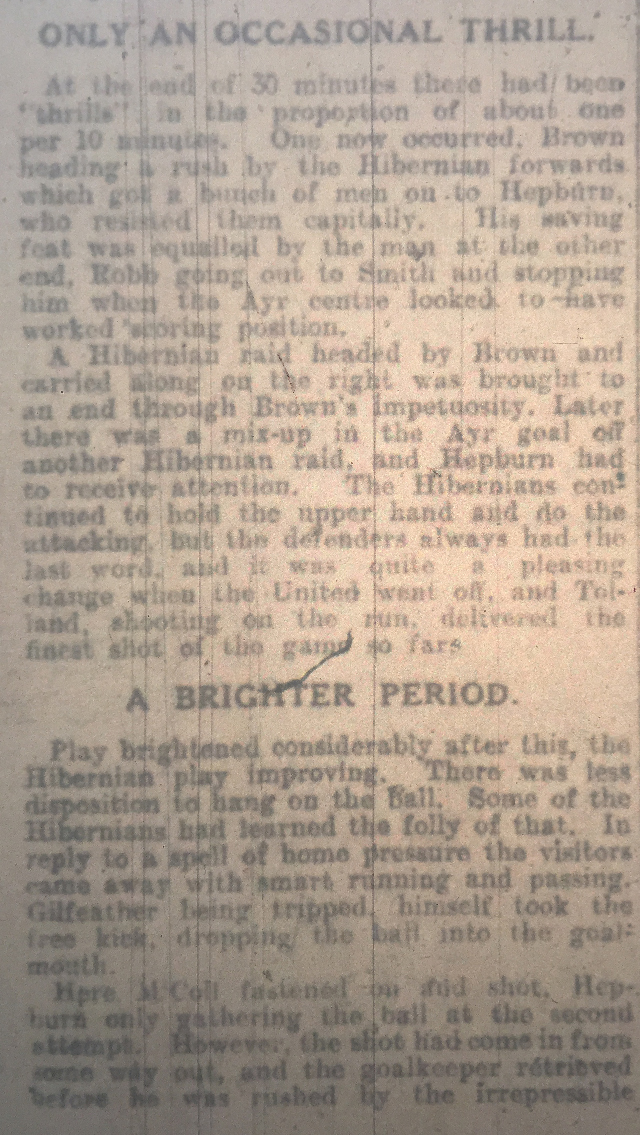 ONLY AN OCCASIONAL THRILL.
At the end of 30 minutes there had been
"thrills" in the proportion of about one
per 10 minutes. One now occurred, Brown
heading a rush by the Hibernian forwards
which got a bunch of men on to Hepburn,
who resisted them capitally. His saving
feat was equalled by the man at the other
end, Robb going out to Smith and stopping
him when the Ayr centre looked to have
worked scoring position.
A Hibernian raid headed by Brown and
carried along on the right was brought to
an end through Brown's impetuosity. Later
there was a mix-up in the Ayr goal off
another Hibernian raid, and Hepburn had
to receive attention. The Hibernians con-
tinued to hold the upper hand and do the
attacking, but the defenders always had the
last word, and it was quite a pleasing
change when the United went off, and Tol-
land, shooting on the run, delivered the
finest shot of the game so fars
A BRIGHTER PERIOD.
Play brightened considerably after this, the
Hibernian play improving. There was less
disposition to hang on the ball. Some of the
Hibernians had learned the folly of that. In
reply to a spell of home pressure the visitors
came away with smart running and passing.
Gilfeather being tripped, himself took the
free kick, dropping the ball into the goal-
mouth.
Here M'Coll fastened on and shot, Hep-
burn only gathering the ball at the second
attempt. However, the shot had come in from
some way out, and the goalkeeper retrieved
before he was rushed by the irrepressible